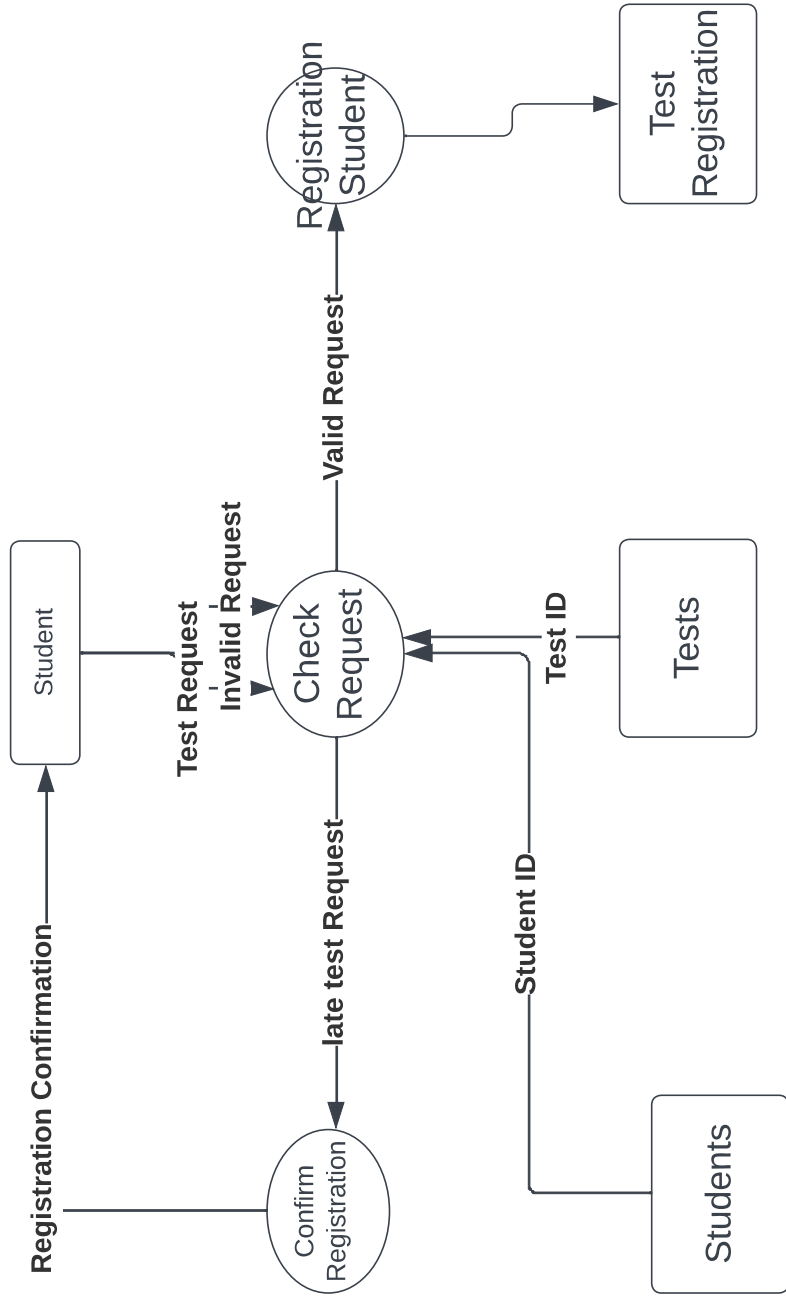 Registration Confirmation
Student
Test Request
Invalid Request
Confirm
Registration
late test Request
Check
Request
Valid Request
Registration
Student
Student ID
Test ID
Students
Tests
Test
Registration